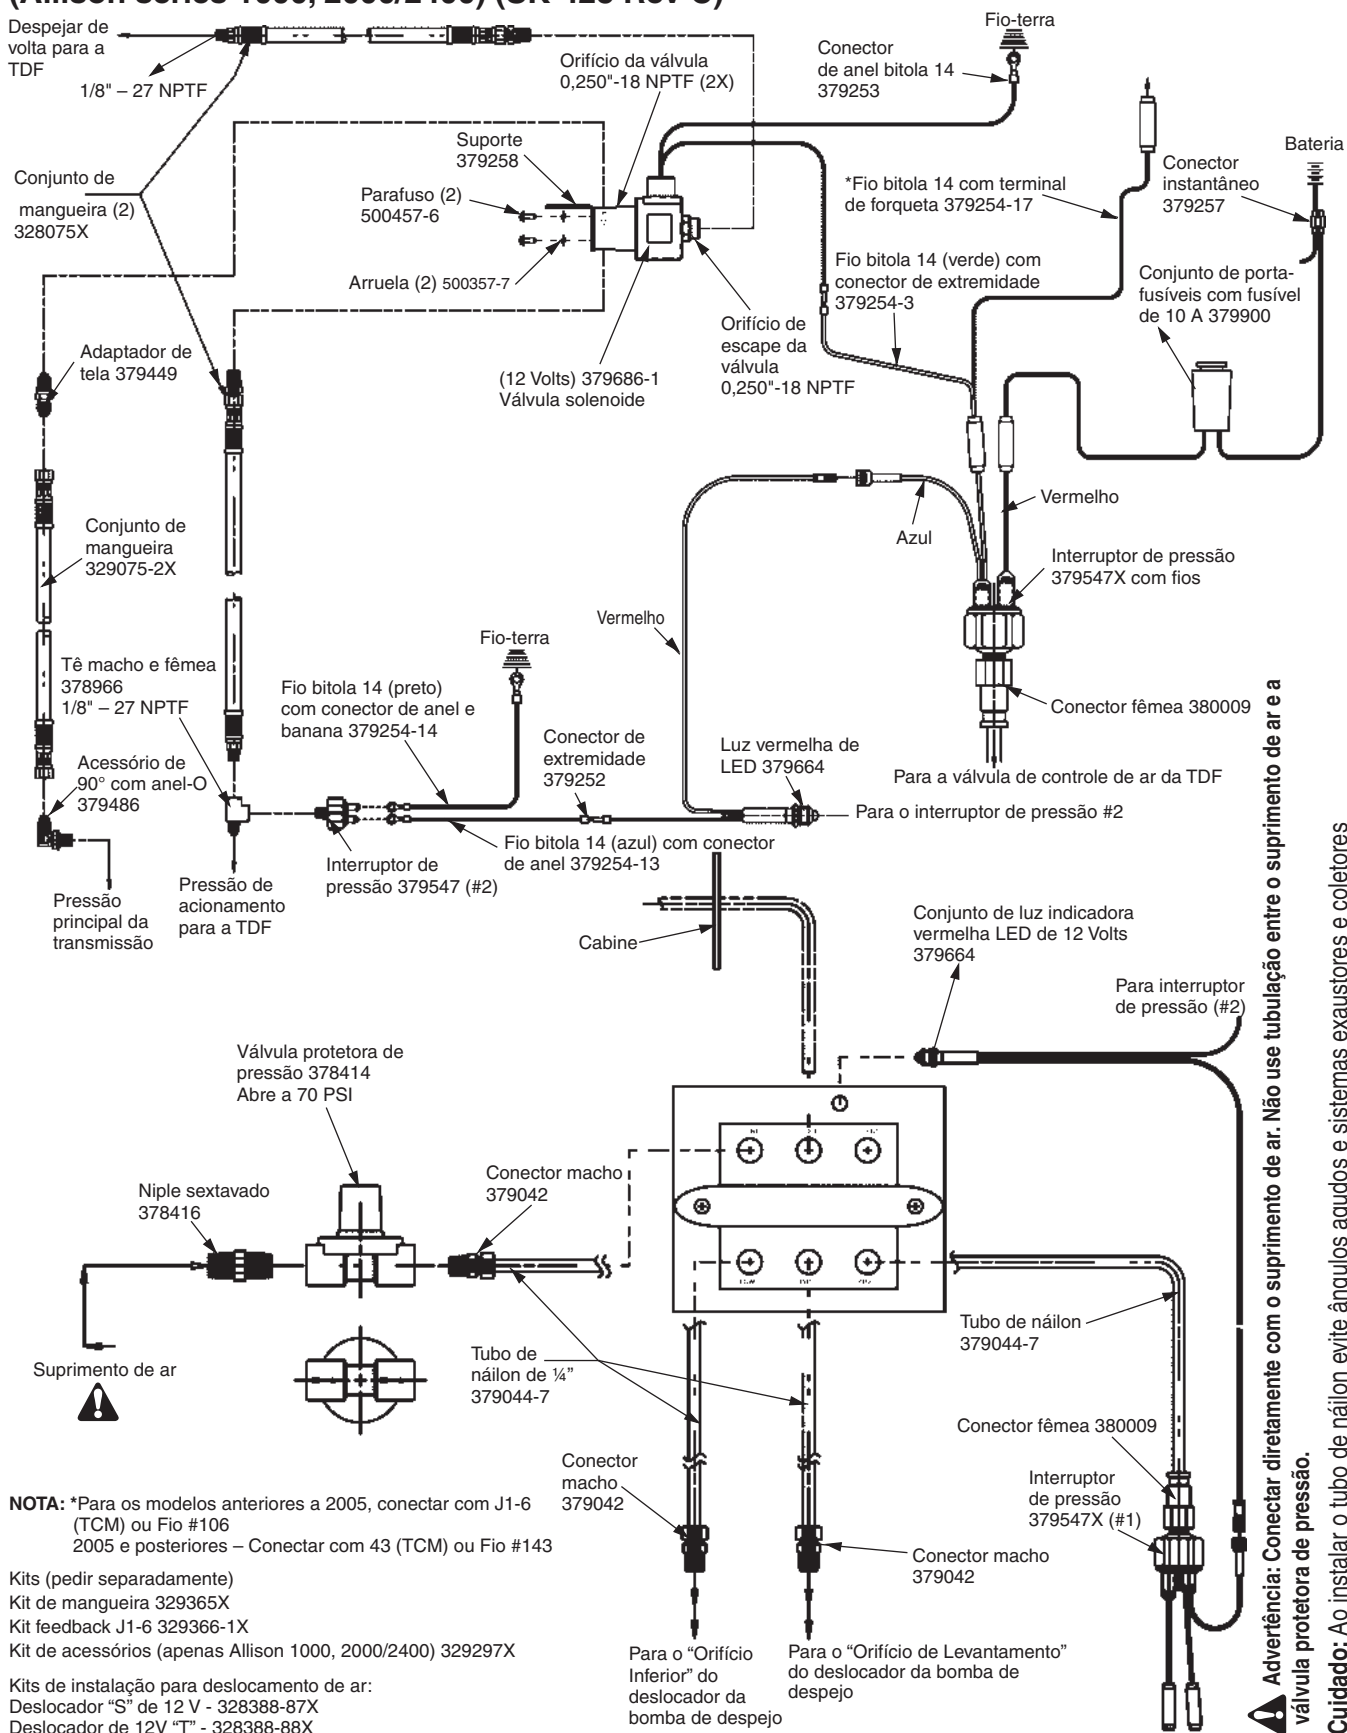 (Allison series 1000, 2000/2400) (SK-428 Rev C)
Despejar de
volta para a
TDF
1/8" – 27 NPTF
Orifício da válvula
0,250"-18 NPTF (2X)
Conector
de anel bitola 14
379253
Fio-terra
Bateria
Suporte
379258
Parafuso (2)
500457-6
Arruela (2) 500357-7
Conjunto de
mangueira (2)
328075X
*Fio bitola 14 com terminal
de forqueta 379254-17
Conector
instantâneo
379257
Fio bitola 14 (verde) com
conector de extremidade
379254-3
Conjunto de porta-
fusíveis com fusível
de 10 A 379900
Orifício de
escape da
válvula
0,250"-18 NPTF
(12 Volts) 379686-1
Válvula solenoide
Adaptador de
tela 379449
Conjunto de
mangueira
329075-2X
Azul
Vermelho
Interruptor de pressão
379547X com fios
Vermelho
Fio-terra
Tê macho e fêmea
378966
1/8" – 27 NPTF
Fio bitola 14 (preto)
com conector de anel e
banana 379254-14
Conector de
extremidade
379252
Luz vermelha de
LED 379664
Conector fêmea 380009
Para a válvula de controle de ar da TDF
Para o interruptor de pressão #2
Acessório de
90° com anel-O
379486
Fio bitola 14 (azul) com conector
de anel 379254-13
Interruptor de
pressão 379547 (#2)
Pressão
principal da
transmissão
Pressão de
acionamento
para a TDF
Cabine
Conjunto de luz indicadora
vermelha LED de 12 Volts
379664
Para interruptor
de pressão (#2)
Válvula protetora de
pressão 378414
Abre a 70 PSI
Niple sextavado
378416
Conector macho
379042
Suprimento de ar
Tubo de
náilon de ¼”
379044-7
Tubo de náilon
379044-7
Conector fêmea 380009
Conector
macho
379042
Interruptor
de pressão
379547X (#1)
Conector macho
379042
Para o “Orifício
Inferior” do
deslocador da
bomba de despejo
Para o “Orifício de Levantamento”
do deslocador da bomba de
despejo
NOTA: *Para os modelos anteriores a 2005, conectar com J1-6
(TCM) ou Fio #106
2005 e posteriores – Conectar com 43 (TCM) ou Fio #143
Kits (pedir separadamente)
Kit de mangueira 329365X
Kit feedback J1-6 329366-1X
Kit de acessórios (apenas Allison 1000, 2000/2400) 329297X
Kits de instalação para deslocamento de ar:
Deslocador “S” de 12 V - 328388-87X
Deslocador de 12V “T” - 328388-88X
Advertência: Conectar diretamente com o suprimento de ar. Não use tubulação entre o suprimento de ar e a
válvula protetora de pressão.
Cuidado: Ao instalar o tubo de náilon evite ângulos agudos e sistemas exaustores e coletores